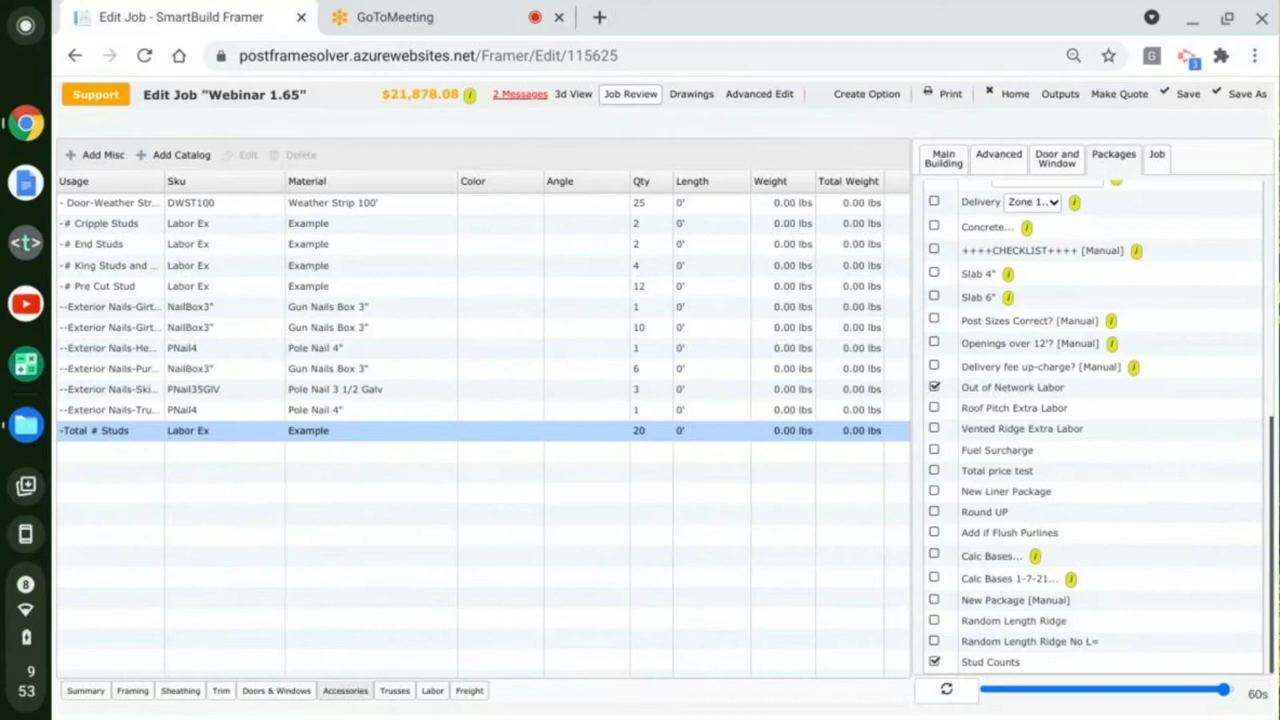 Edit Job - SmartBuild Framer
GoToMeeting
postframesolver.azurewebsites.net/Framer/Edit/115625
Support Edit Job "Webinar 1.65" $21,878.08 2 Messages 3d View Job Review Drawings Advanced Edit Create Option Print Home Outputs Make Quote Save Save As
Add Misc Add Catalog Edit Delete
Usage Sku Material Color Angle Qty Length Weight Total Weight
- Door-Weather Str... DWST100 Weather Strip 100' 25 0' 0.00 lbs 0.00 lbs
-# Cripple Studs Labor Ex Example 2 0' 0.00 lbs 0.00 lbs
-# End Studs Labor Ex Example 2 0' 0.00 lbs 0.00 lbs
-# King Studs and ... Labor Ex Example 4 0' 0.00 lbs 0.00 lbs
-# Pre Cut Stud Labor Ex Example 12 0' 0.00 lbs 0.00 lbs
--Exterior Nails-Girt... NailBox3" Gun Nails Box 3" 1 0' 0.00 lbs 0.00 lbs
--Exterior Nails-Girt... NailBox3" Gun Nails Box 3" 10 0' 0.00 lbs 0.00 lbs
--Exterior Nails-He... PNail4 Pole Nail 4" 1 0' 0.00 lbs 0.00 lbs
--Exterior Nails-Pur... NailBox3" Gun Nails Box 3" 6 0' 0.00 lbs 0.00 lbs
--Exterior Nails-Ski... PNail35GlV Pole Nail 3 1/2 Galv 3 0' 0.00 lbs 0.00 lbs
--Exterior Nails-Tru... PNail4 Pole Nail 4" 1 0' 0.00 lbs 0.00 lbs
-Total # Studs Labor Ex Example 20 0' 0.00 lbs 0.00 lbs
Summary Framing Sheathing Trim Doors & Windows Accessories Trusses Labor Freight
Main Building Advanced Door and Window Packages Job
Delivery Zone 1..
Concrete...
++++CHECKLIST++++ [Manual]
Slab 4"
Slab 6"
Post Sizes Correct? [Manual]
Openings over 12'? [Manual]
Delivery fee up-charge? [Manual]
Out of Network Labor
Roof Pitch Extra Labor
Vented Ridge Extra Labor
Fuel Surcharge
Total price test
New Liner Package
Round UP
Add if Flush Purlines
Calc Bases...
Calc Bases 1-7-21...
New Package [Manual]
Random Length Ridge
Random Length Ridge No L=
Stud Counts
60s
<t>
G
3
8
9
53